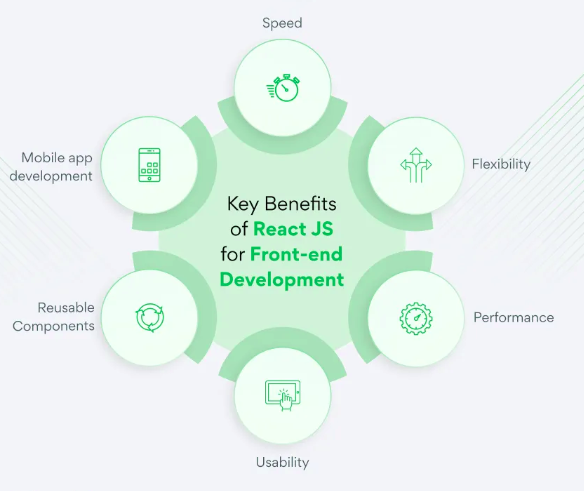 Speed
Mobile app
development
Flexibility
Key Benefits
of React JS
for Front-end
Development
Reusable
Components
Performance
Usability